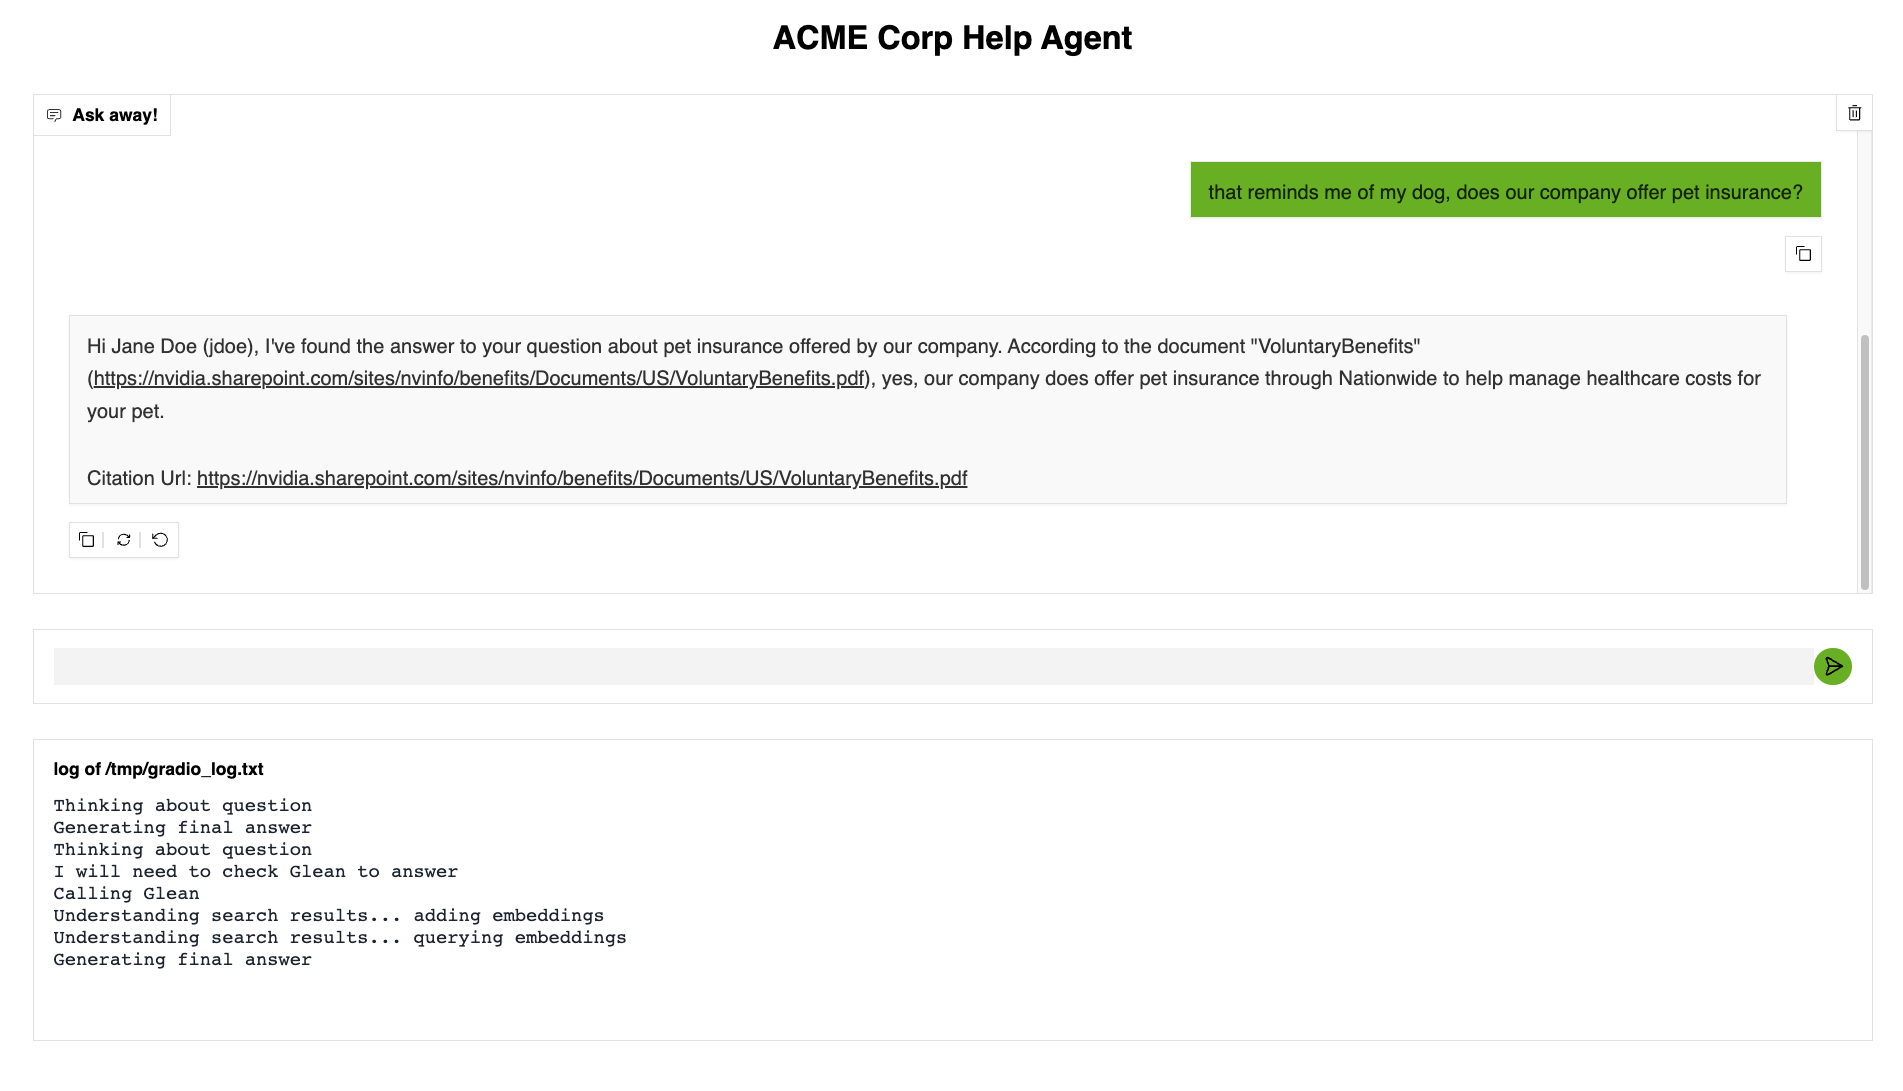 ACME Corp Help Agent
Ask away!
that reminds me of my dog, does our company offer pet insurance?
Hi Jane Doe (jdoe), I've found the answer to your question about pet insurance offered by our company. According to the document "VoluntaryBenefits"
(https://nvidia.sharepoint.com/sites/nvinfo/benefits/Documents/US/VoluntaryBenefits.pdf), yes, our company does offer pet insurance through Nationwide to help manage healthcare costs for
your pet.
Citation Url: https://nvidia.sharepoint.com/sites/nvinfo/benefits/Documents/US/VoluntaryBenefits.pdf
log of /tmp/gradio_log.txt
Thinking about question
Generating final answer
Thinking about question
I will need to check Glean to answer
Calling Glean
Understanding search results... adding embeddings
Understanding search results... querying embeddings
Generating final answer